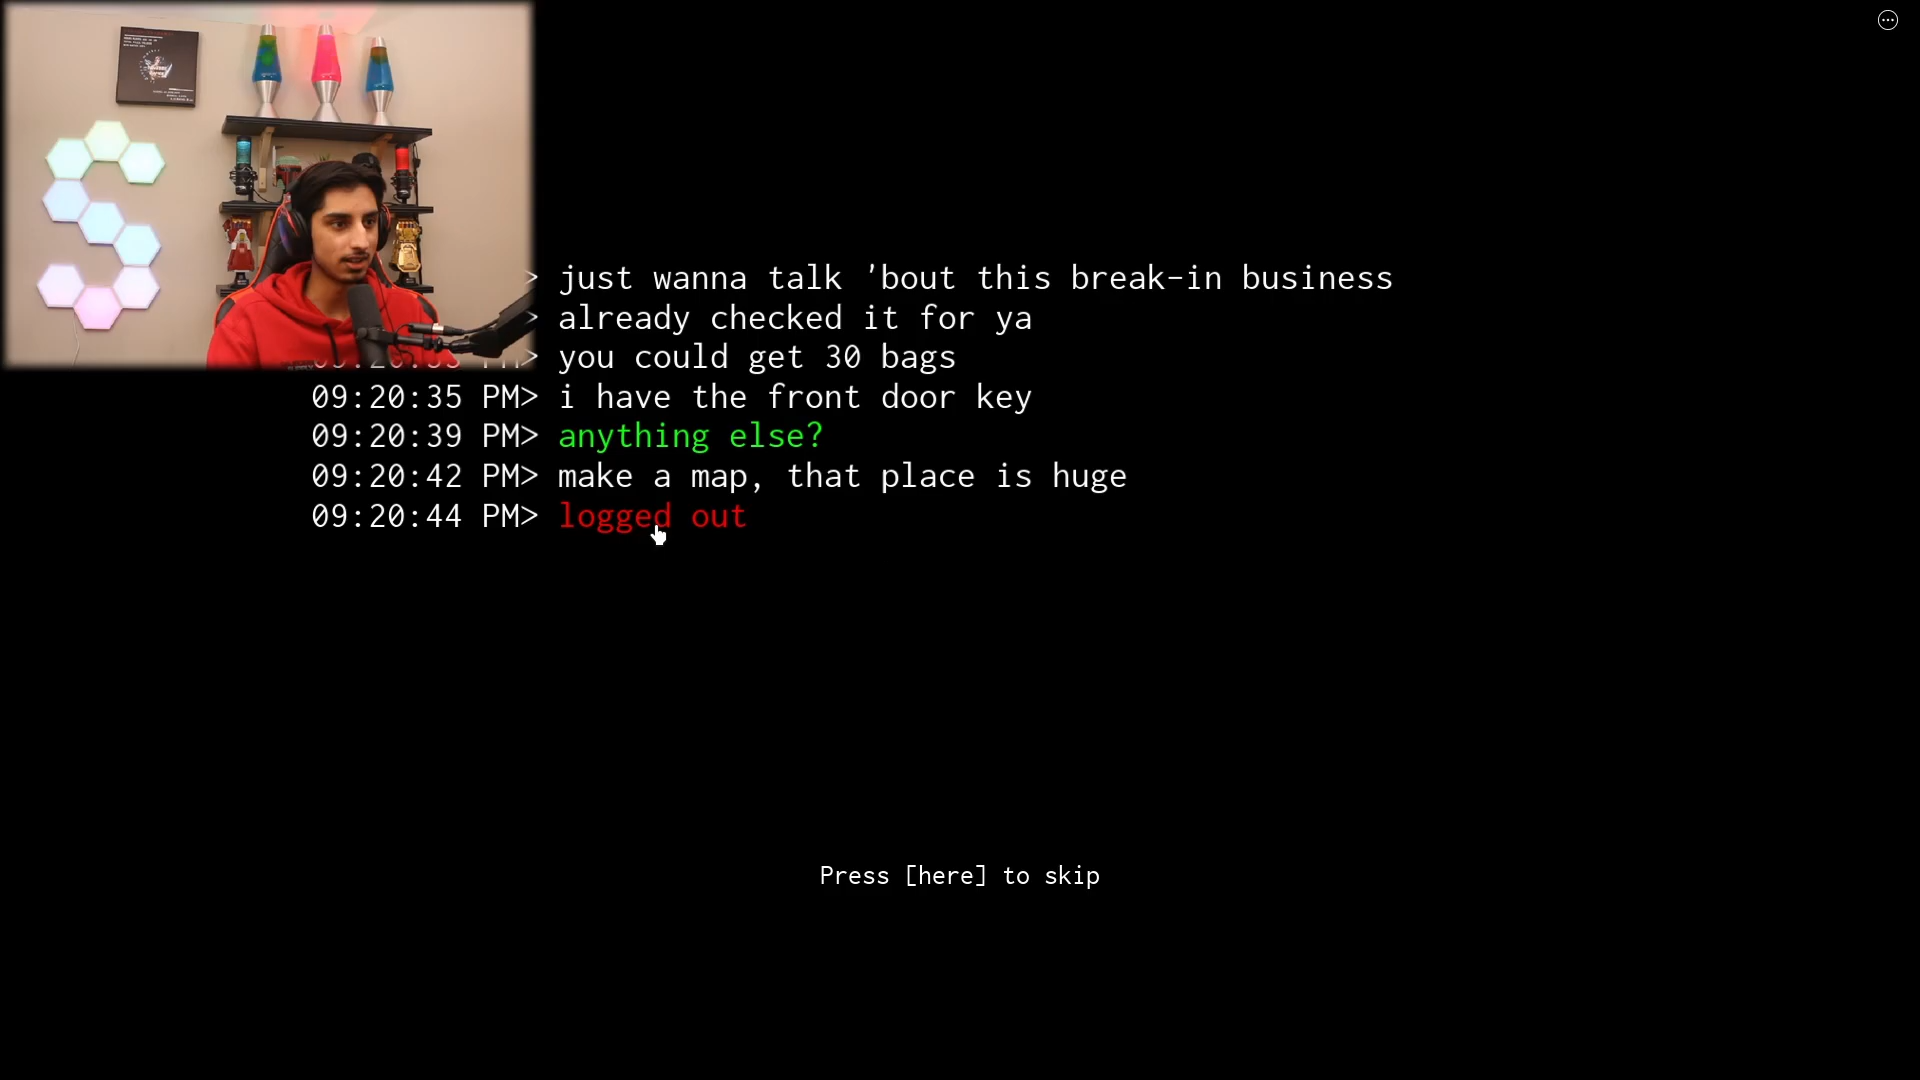 > just wanna talk 'bout this break-in business
> already checked it for ya
PM> you could get 30 bags
09:20:35 PM> i have the front door key
09:20:39 PM> anything else?
09:20:42 PM> make a map, that place is huge
09:20:44 PM> logged out
Press [here] to skip